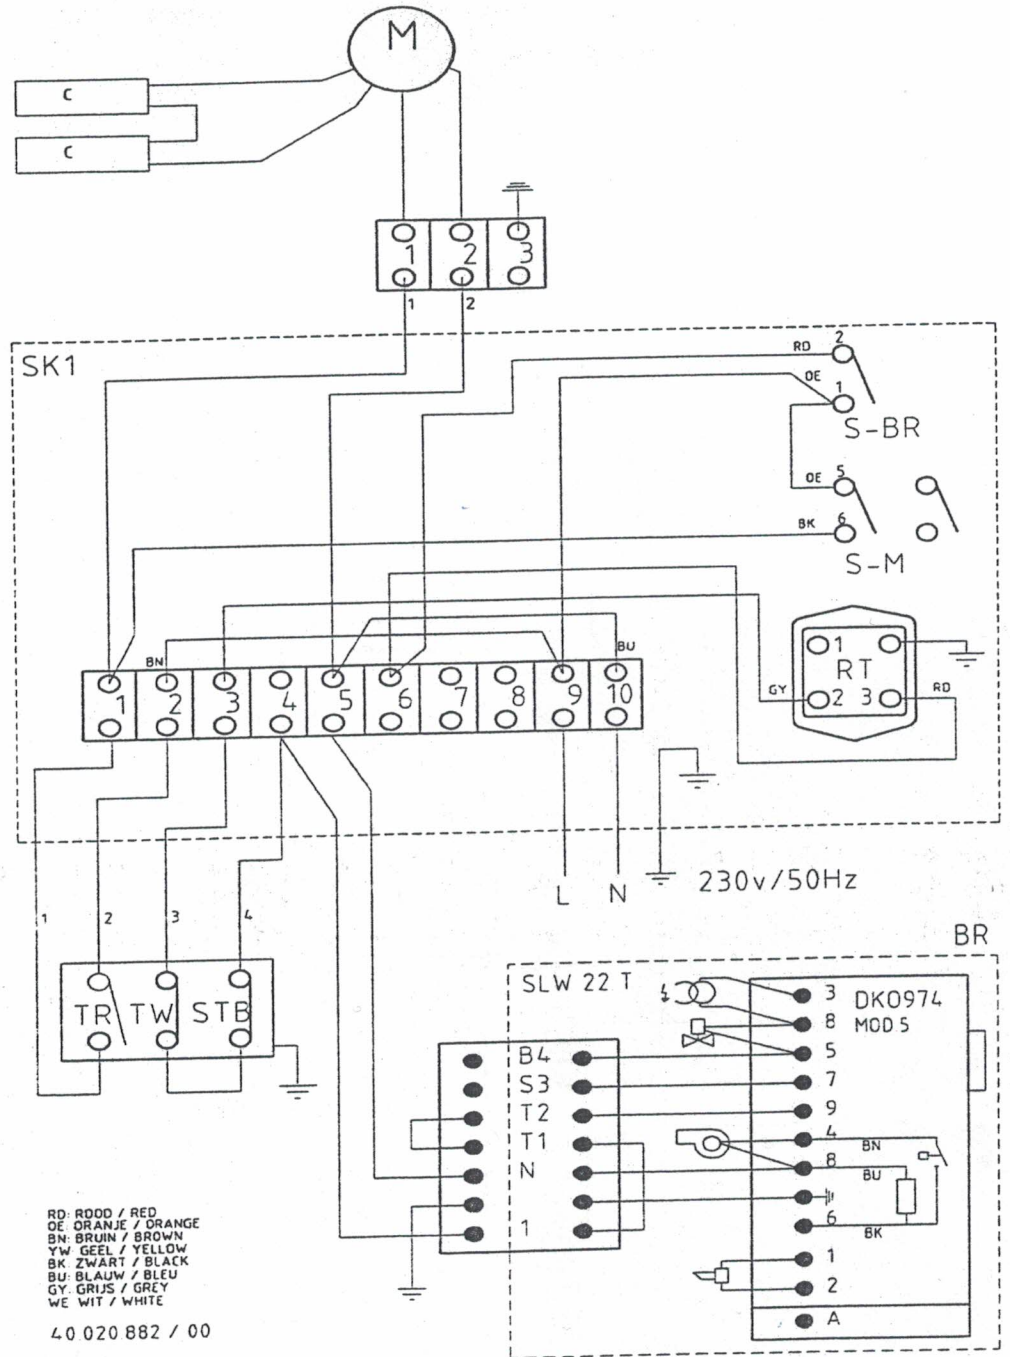 M
C
C
1 2 3
1 2
SK1
RD 2
OE 1
S-BR
OE 5
BK 6
S-M
1
RT
GY 2 3 RD
BN
BU
1 2 3 4 5 6 7 8 9 10
L N 230v/50Hz
1 2 3 4
TR TW STB
BR
SLW 22 T
DKO974
MOD.5
3
8
5
7
9
4 BN
8 BU
6 BK
1
2
A
B4
S3
T2
T1
N
1
RD: ROOD / RED
OE: ORANJE / ORANGE
BN: BRUIN / BROWN
YW GEEL / YELLOW
BK. ZWART / BLACK
BU: BLAUW / BLEU
GY. GRIJS / GREY
WE WIT / WHITE
40.020.882 / 00